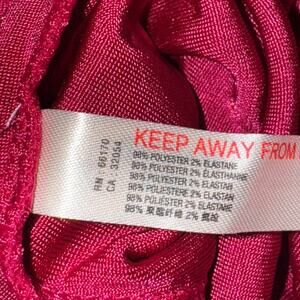 KEEP AWAY FROM
98% POLYESTER 2% ELASTANE
98% POLYESTER 2% ELASTHANNE
98% POLYESTER 2% ELASTAN
98% POLIESTERE 2% ELASTAN
98% POLIÉSTER 2% ELASTANE
98% 聚酯纤维 2% 氨纶
RN 66170
CA 32054